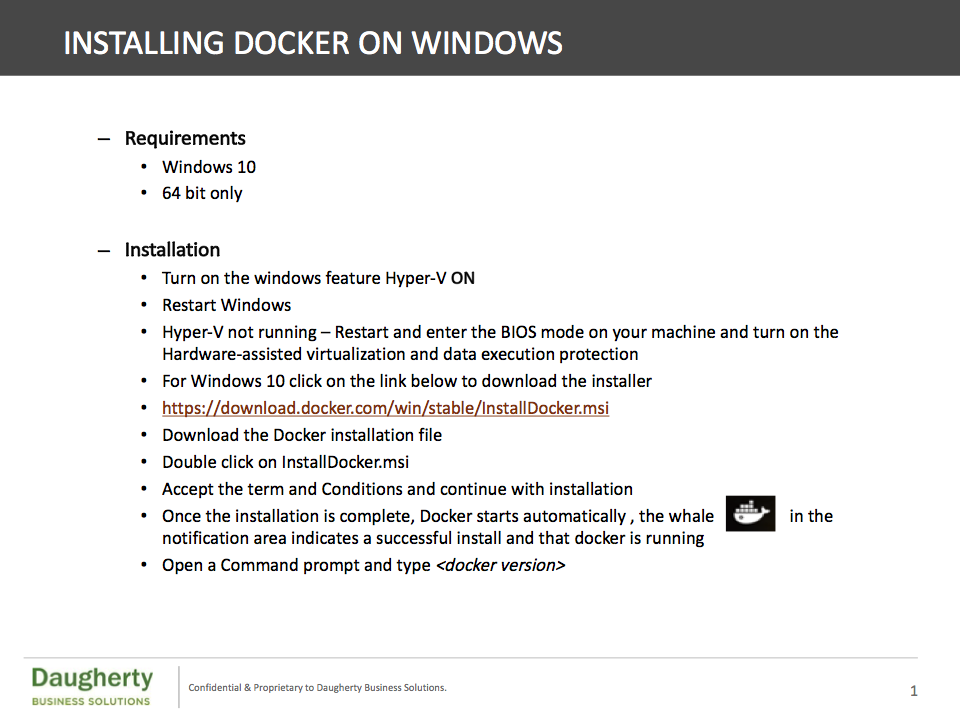 INSTALLING DOCKER ON WINDOWS
– Requirements
• Windows 10
• 64 bit only
– Installation
• Turn on the windows feature Hyper-V ON
• Restart Windows
• Hyper-V not running – Restart and enter the BIOS mode on your machine and turn on the
Hardware-assisted virtualization and data execution protection
• For Windows 10 click on the link below to download the installer
• https://download.docker.com/win/stable/InstallDocker.msi
• Download the Docker installation file
• Double click on InstallDocker.msi
• Accept the term and Conditions and continue with installation
• Once the installation is complete, Docker starts automatically , the whale in the
notification area indicates a successful install and that docker is running
• Open a Command prompt and type <docker version>
Daugherty
BUSINESS SOLUTIONS
Confidential & Proprietary to Daugherty Business Solutions.
1